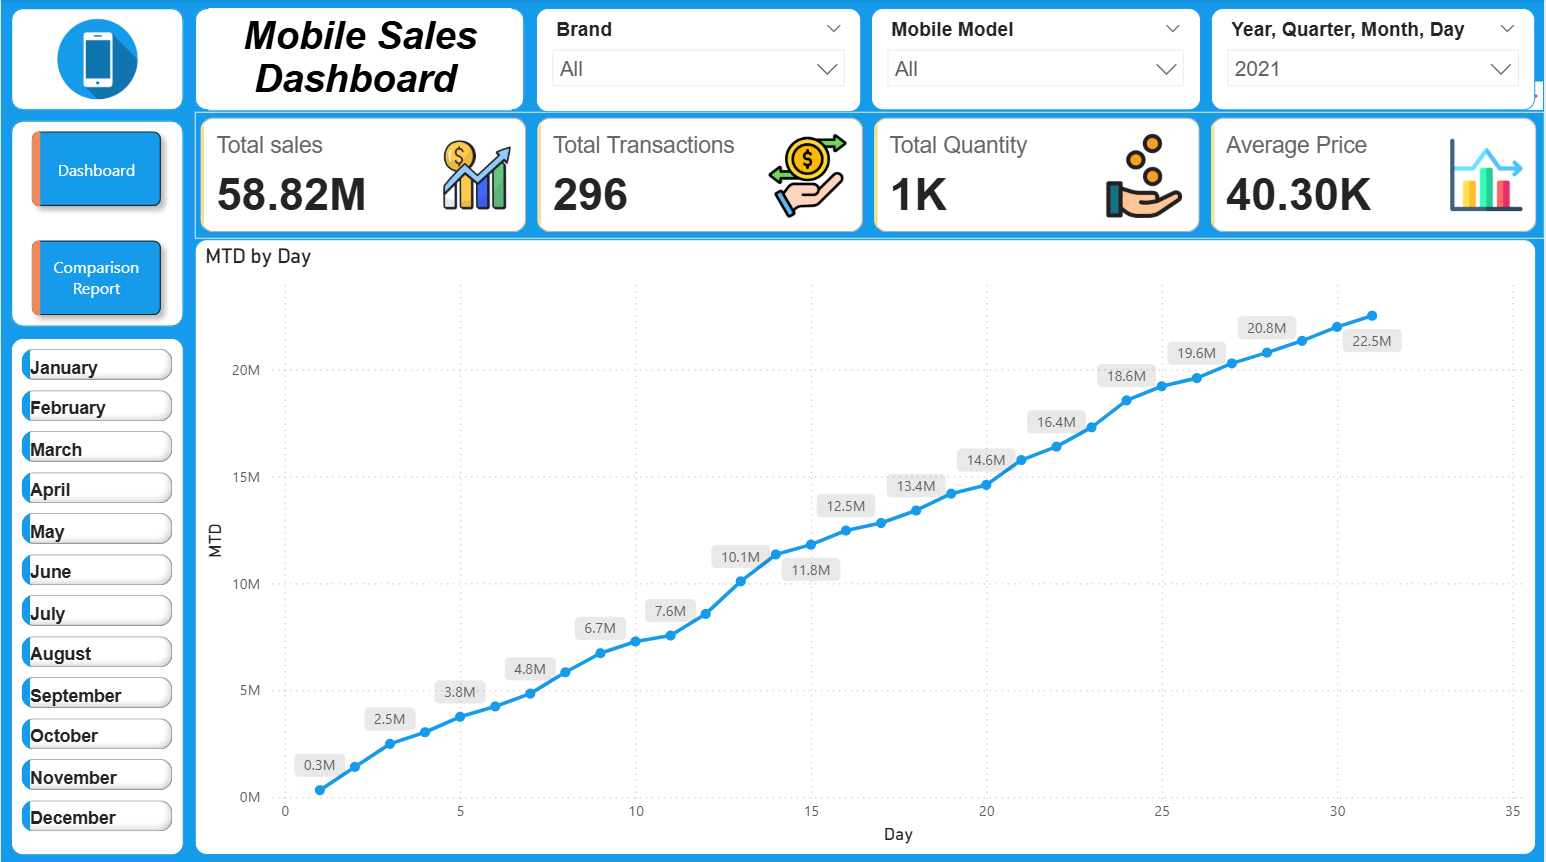 Mobile Sales
Dashboard
Brand
All
Mobile Model
All
Year, Quarter, Month, Day
2021
Dashboard
Comparison
Report
January
February
March
April
May
June
July
August
September
October
November
December
Total sales
58.82M
$
Total Transactions
296
$
Total Quantity
1K
Average Price
40.30K
MTD by Day
MTD
20M
15M
10M
5M
0M
0.3M
2.5M
3.8M
4.8M
6.7M
7.6M
10.1M
11.8M
12.5M
13.4M
14.6M
16.4M
18.6M
19.6M
20.8M
22.5M
0 5 10 15 20 25 30 35
Day